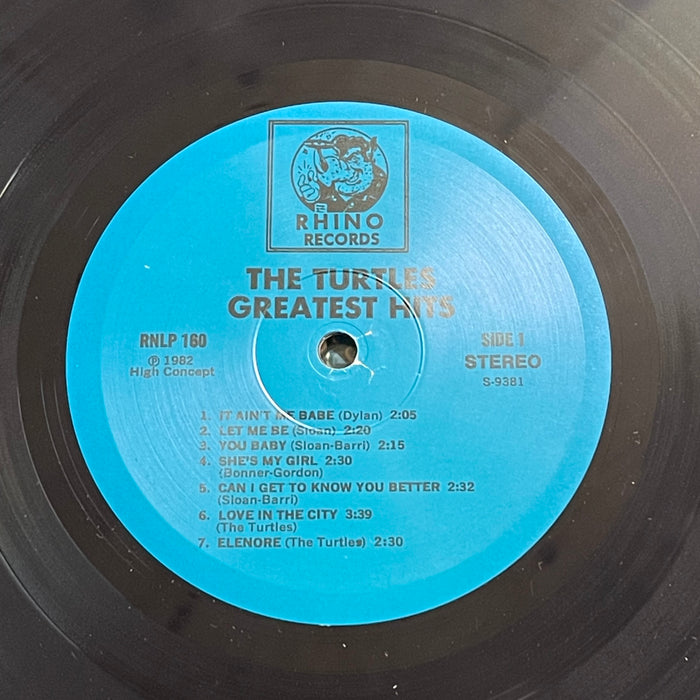 RHINO
RECORDS
THE TURTLES
GREATEST HITS
RNLP 160
℗ 1982
High Concept
SIDE 1
STEREO
S-9381
1. IT AIN'T ME BABE (Dylan) 2:05
2. LET ME BE (Sloan) 2:20
3. YOU BABY (Sloan-Barri) 2:15
4. SHE'S MY GIRL 2:30
(Bonner-Gordon)
5. CAN I GET TO KNOW YOU BETTER 2:32
(Sloan-Barri)
6. LOVE IN THE CITY 3:39
(The Turtles)
7. ELENORE (The Turtles) 2:30